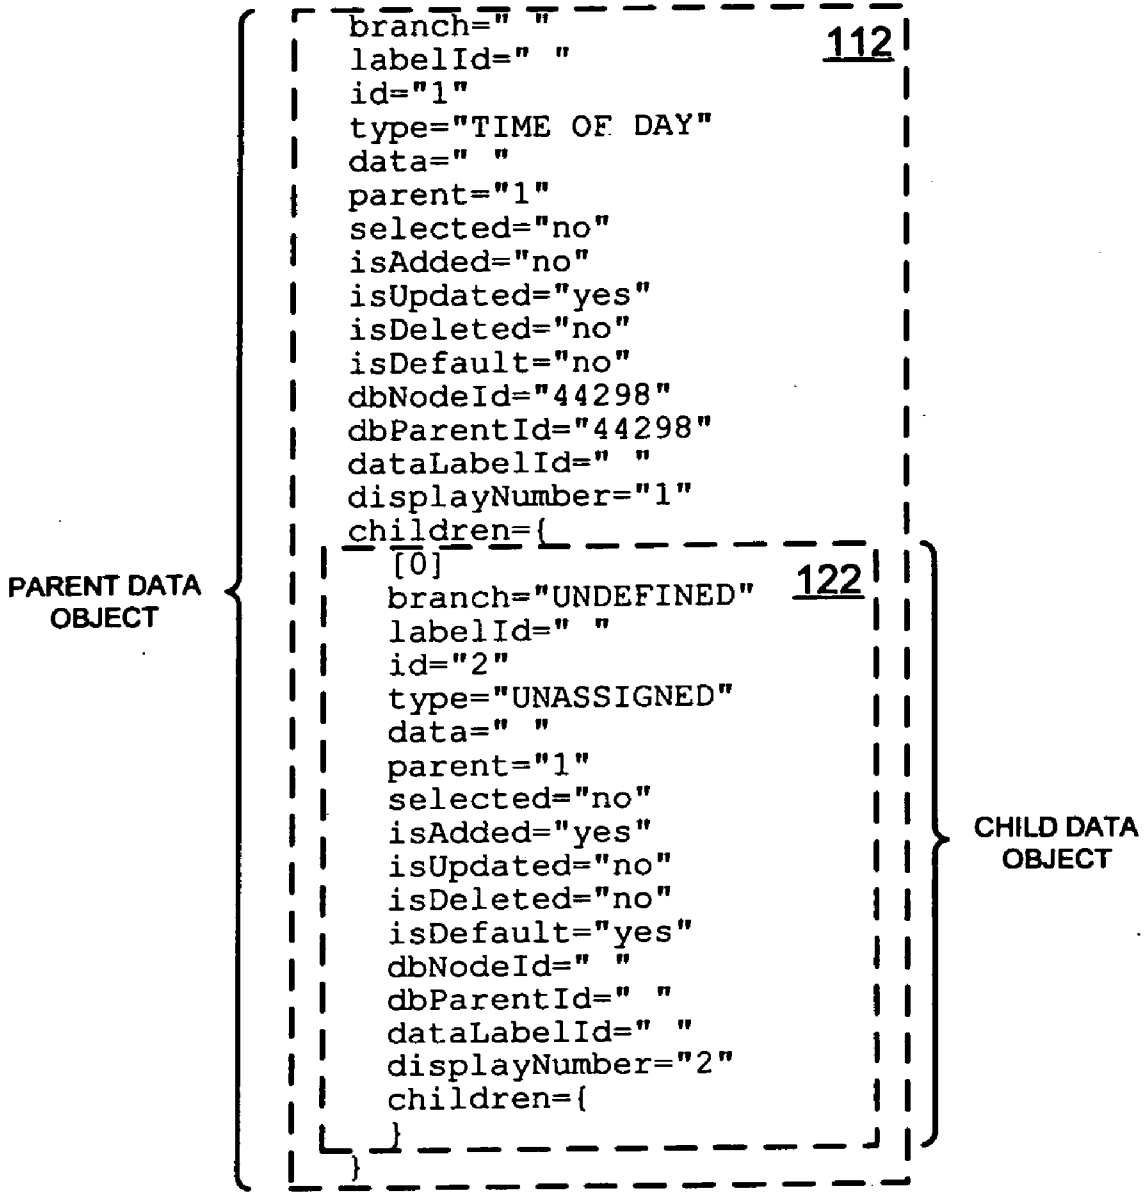 branch=" "
112
labelId=" "
id="1"
type="TIME OF DAY"
data=" "
parent="1"
selected="no"
isAdded="no"
isUpdated="yes"
isDeleted="no"
isDefault="no"
dbNodeId="44298"
dbParentId="44298"
dataLabelId=" "
displayNumber="1"
children={
[0]
122
branch="UNDEFINED"
labelId=" "
id="2"
type="UNASSIGNED"
data=" "
parent="1"
selected="no"
isAdded="yes"
isUpdated="no"
isDeleted="no"
isDefault="yes"
dbNodeId=" "
dbParentId=" "
dataLabelId=" "
displayNumber="2"
children={
}
}
PARENT DATA
OBJECT
CHILD DATA
OBJECT